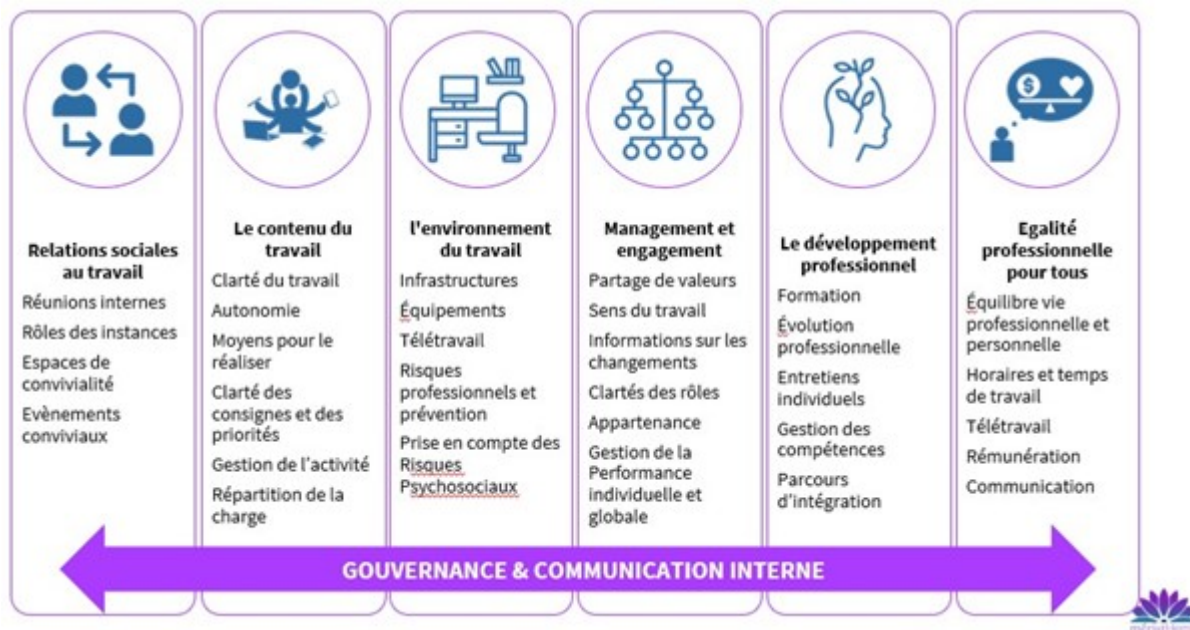 Relations sociales
au travail
Réunions internes
Rôles des instances
Espaces de
convivialité
Evènements
conviviaux
Le contenu du
travail
Clarté du travail
Autonomie
Moyens pour le
réaliser
Clarté des
consignes et des
priorités
Gestion de l'activité
Répartition de la
charge
l'environnement
du travail
Infrastructures
Équipements
Télétravail
Risques
professionnels et
prévention
Prise en compte des
Risques
Psychosociaux
Management et
engagement
Partage de valeurs
Sens du travail
Informations sur les
changements
Clartés des rôles
Appartenance
Gestion de la
Performance
individuelle et
globale
Le développement
professionnel
Formation
Évolution
professionnelle
Entretiens
individuels
Gestion des
compétences
Parcours
d'intégration
Egalité
professionnelle
pour tous
Équilibre vie
professionnelle et
personnelle
Horaires et temps
de travail
Télétravail
Rémunération
Communication
$
GOUVERNANCE & COMMUNICATION INTERNE